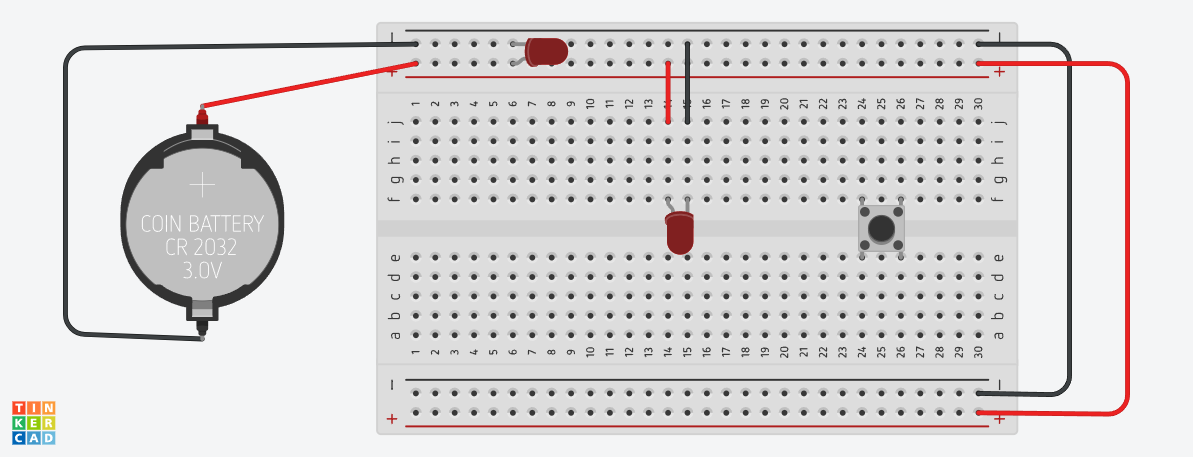 − −
+ +
1 2 3 4 5 6 7 8 9 10 11 12 13 14 15 16 17 18 19 20 21 22 23 24 25 26 27 28 29 30
j j
i i
h h
g g
f f
COIN BATTERY
CR 2032
3.0V
e e
d d
c c
b b
a a
1 2 3 4 5 6 7 8 9 10 11 12 13 14 15 16 17 18 19 20 21 22 23 24 25 26 27 28 29 30
− −
+ +
TIN
KER
CAD